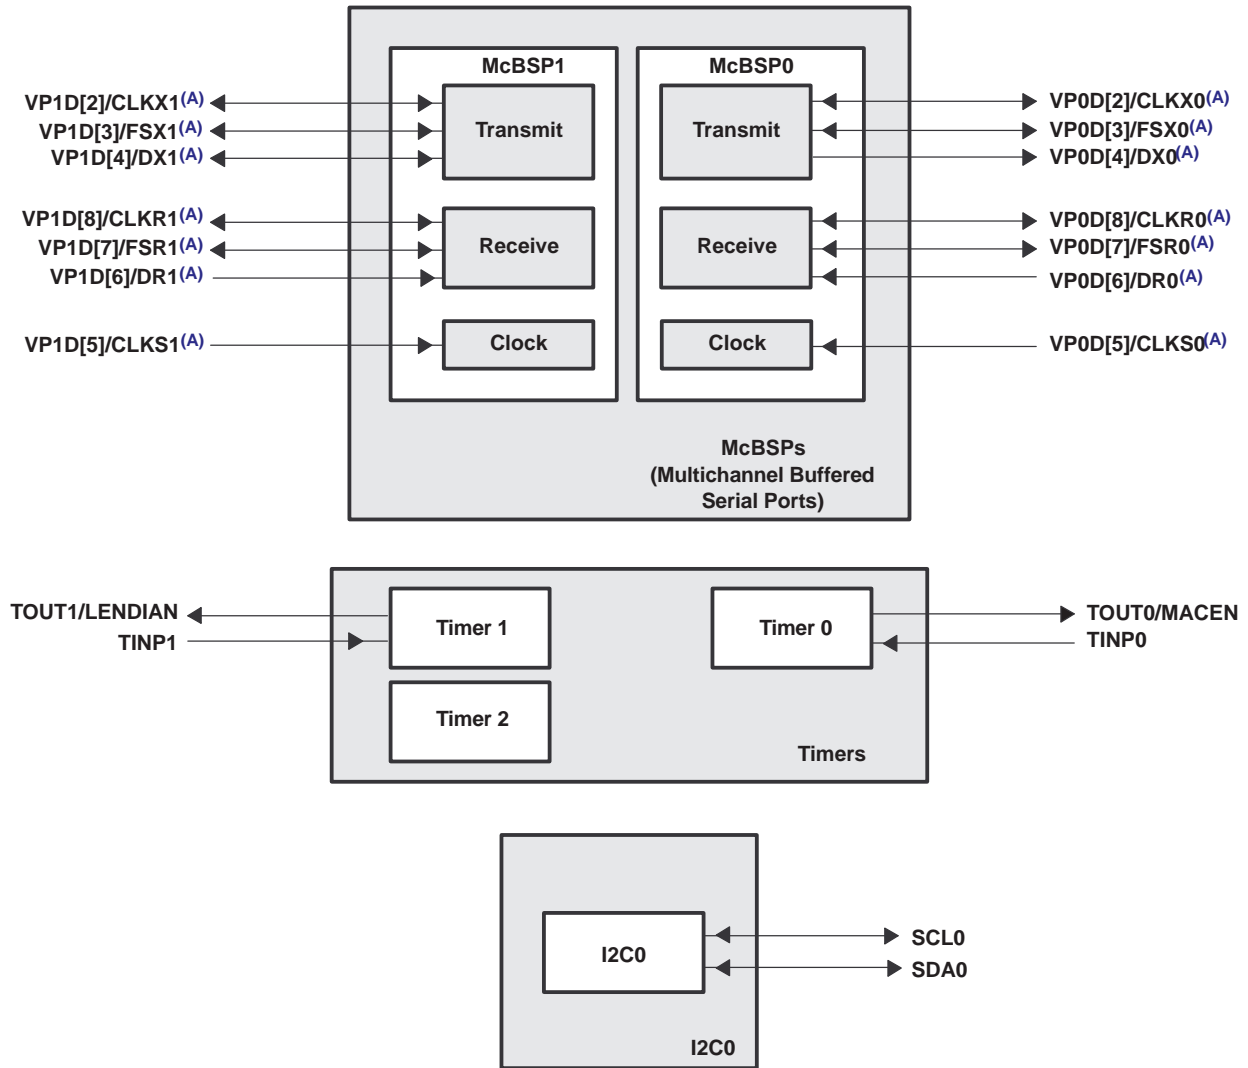 McBSP1
McBSP0
VP1D[2]/CLKX1(A)
VP1D[3]/FSX1(A)
VP1D[4]/DX1(A)
Transmit
Transmit
VP0D[2]/CLKX0(A)
VP0D[3]/FSX0(A)
VP0D[4]/DX0(A)
VP1D[8]/CLKR1(A)
VP1D[7]/FSR1(A)
VP1D[6]/DR1(A)
Receive
Receive
VP0D[8]/CLKR0(A)
VP0D[7]/FSR0(A)
VP0D[6]/DR0(A)
VP1D[5]/CLKS1(A)
Clock
Clock
VP0D[5]/CLKS0(A)
McBSPs
(Multichannel Buffered
Serial Ports)
TOUT1/LENDIAN
TINP1
Timer 1
Timer 0
TOUT0/MACEN
TINP0
Timer 2
Timers
I2C0
SCL0
SDA0
I2C0